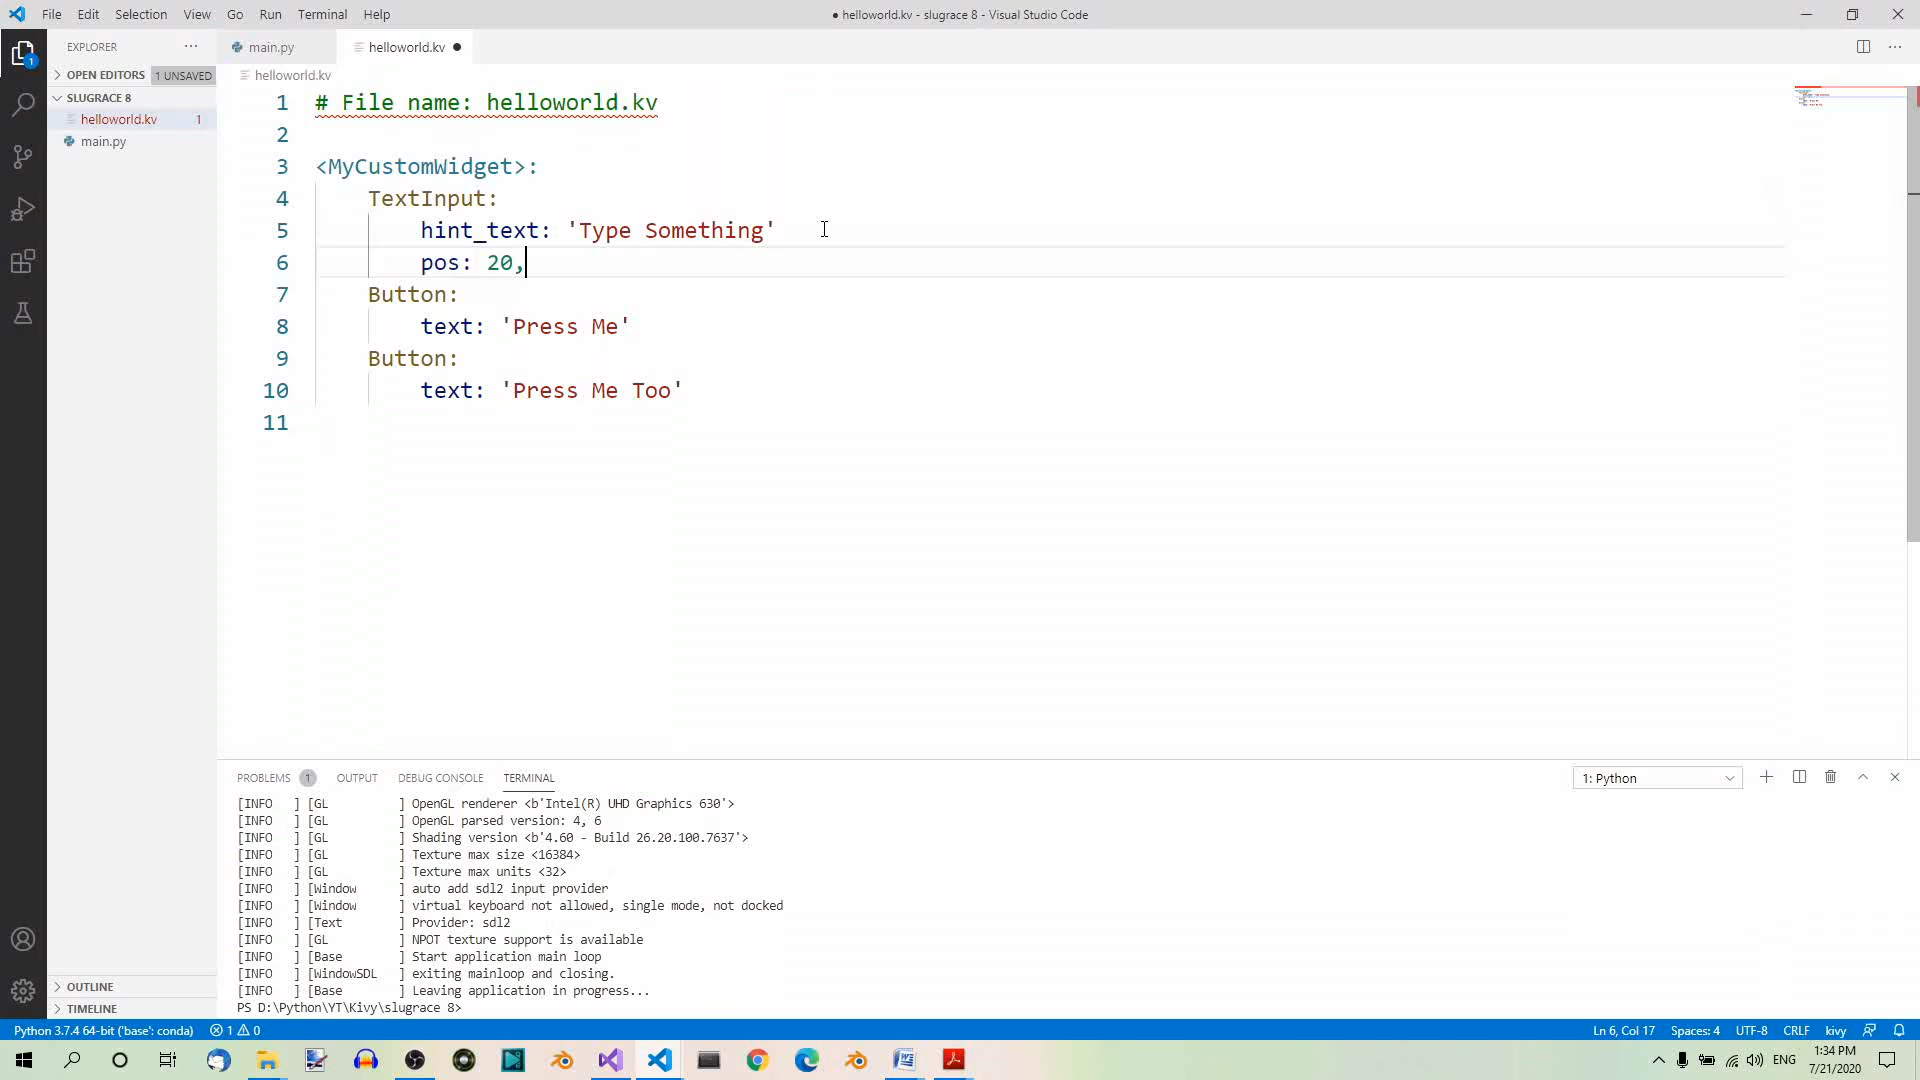 File Edit Selection View Go Run Terminal Help
● helloworld.kv - slugrace 8 - Visual Studio Code
EXPLORER
main.py
helloworld.kv
OPEN EDITORS 1 UNSAVED
helloworld.kv
SLUGRACE 8
helloworld.kv 1
main.py
1 # File name: helloworld.kv
2
3 <MyCustomWidget>:
4 TextInput:
5 hint_text: 'Type Something'
6 pos: 20,
7 Button:
8 text: 'Press Me'
9 Button:
10 text: 'Press Me Too'
11
PROBLEMS 1 OUTPUT DEBUG CONSOLE TERMINAL
1: Python
[INFO ] [GL ] OpenGL renderer <b'Intel(R) UHD Graphics 630'>
[INFO ] [GL ] OpenGL parsed version: 4, 6
[INFO ] [GL ] Shading version <b'4.60 - Build 26.20.100.7637'>
[INFO ] [GL ] Texture max size <16384>
[INFO ] [GL ] Texture max units <32>
[INFO ] [Window ] auto add sdl2 input provider
[INFO ] [Window ] virtual keyboard not allowed, single mode, not docked
[INFO ] [Text ] Provider: sdl2
[INFO ] [GL ] NPOT texture support is available
[INFO ] [Base ] Start application main loop
[INFO ] [WindowSDL ] exiting mainloop and closing.
[INFO ] [Base ] Leaving application in progress...
PS D:\Python\YT\Kivy\slugrace 8>
OUTLINE
TIMELINE
1
Python 3.7.4 64-bit ('base': conda) 1 0
Ln 6, Col 17 Spaces: 4 UTF-8 CRLF kivy
ENG
1:34 PM
7/21/2020